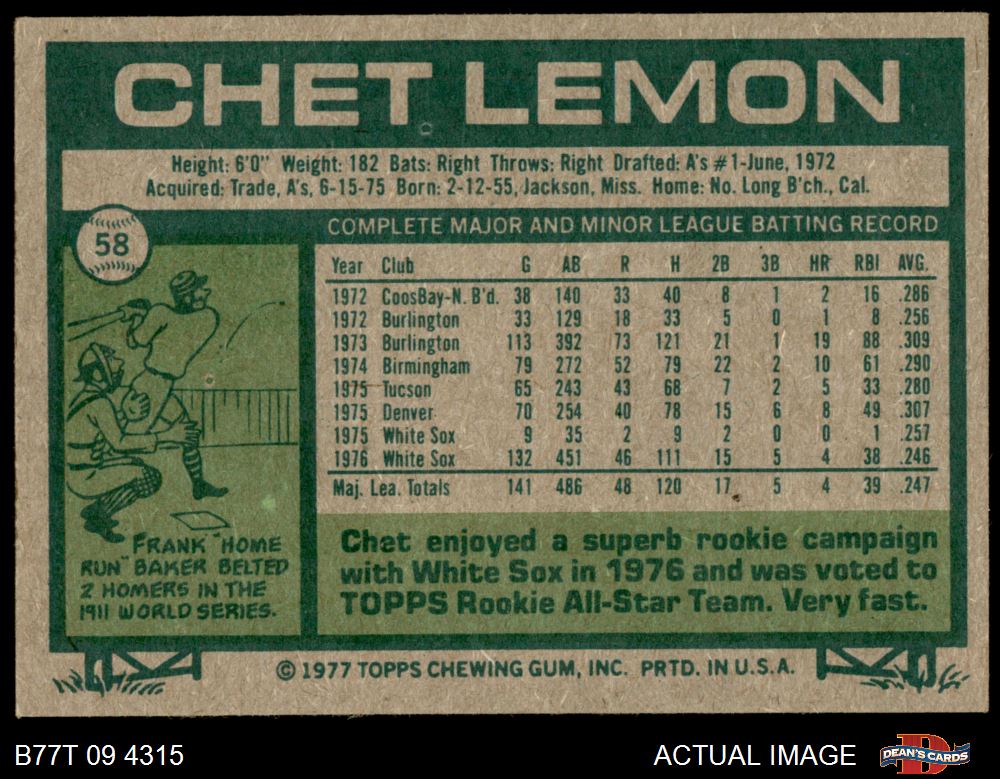 CHET LEMON
Height: 6'0" Weight: 182 Bats: Right Throws: Right Drafted: A's #1-June, 1972
Acquired: Trade, A's, 6-15-75 Born: 2-12-55, Jackson, Miss. Home: No. Long B'ch., Cal.
58
COMPLETE MAJOR AND MINOR LEAGUE BATTING RECORD
Year Club G AB R H 2B 3B HR RBI AVG.
1972 CoosBay-N. B'd. 38 140 33 40 8 1 2 16 .286
1972 Burlington 33 129 18 33 5 0 1 8 .256
1973 Burlington 113 392 73 121 21 1 19 88 .309
1974 Birmingham 79 272 52 79 22 2 10 61 .290
1975 Tucson 65 243 43 68 7 2 5 33 .280
1975 Denver 70 254 40 78 15 6 8 49 .307
1975 White Sox 9 35 2 9 2 0 0 1 .257
1976 White Sox 132 451 46 111 15 5 4 38 .246
Maj. Lea. Totals 141 486 48 120 17 5 4 39 .247
FRANK "HOME
RUN" BAKER BELTED
2 HOMERS IN THE
1911 WORLD SERIES.
Chet enjoyed a superb rookie campaign
with White Sox in 1976 and was voted to
TOPPS Rookie All-Star Team. Very fast.
© 1977 TOPPS CHEWING GUM, INC. PRTD. IN U.S.A.
B77T 09 4315
ACTUAL IMAGE
DEAN'S CARDS